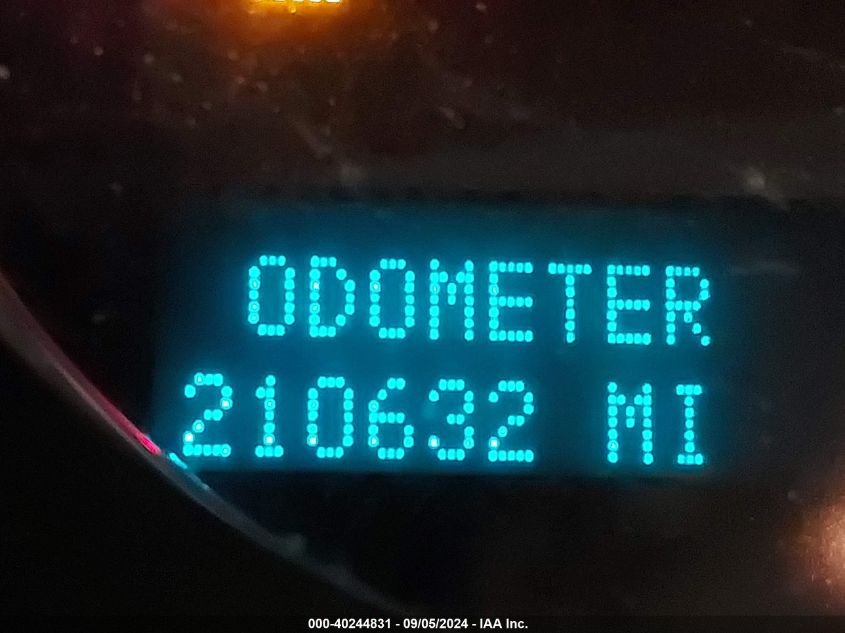 ODOMETER
210632 MI
000-40244831 - 09/05/2024 - IAA Inc.